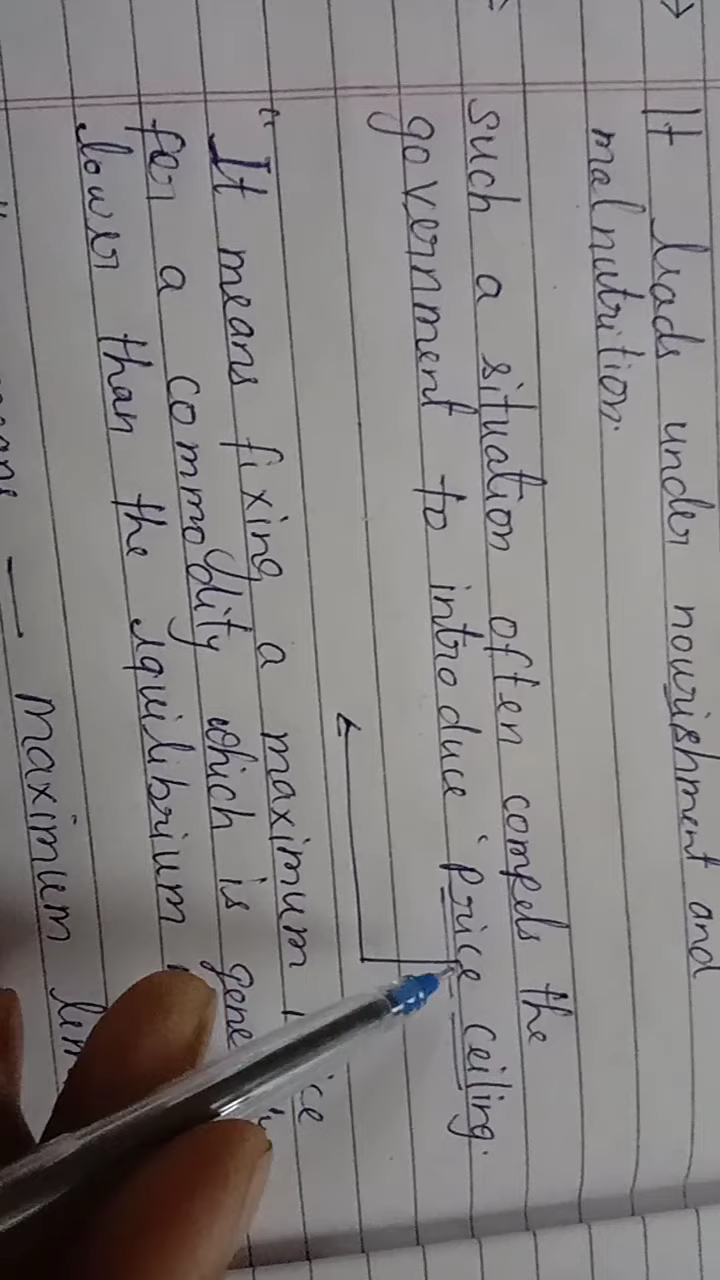 → It leads under nourishment and
malnutrition.
such a situation often compels the
government to introduce 'Price ceiling.
" It means fixing a maximum
for a commodity which is
lower than the equilibrium
maximum